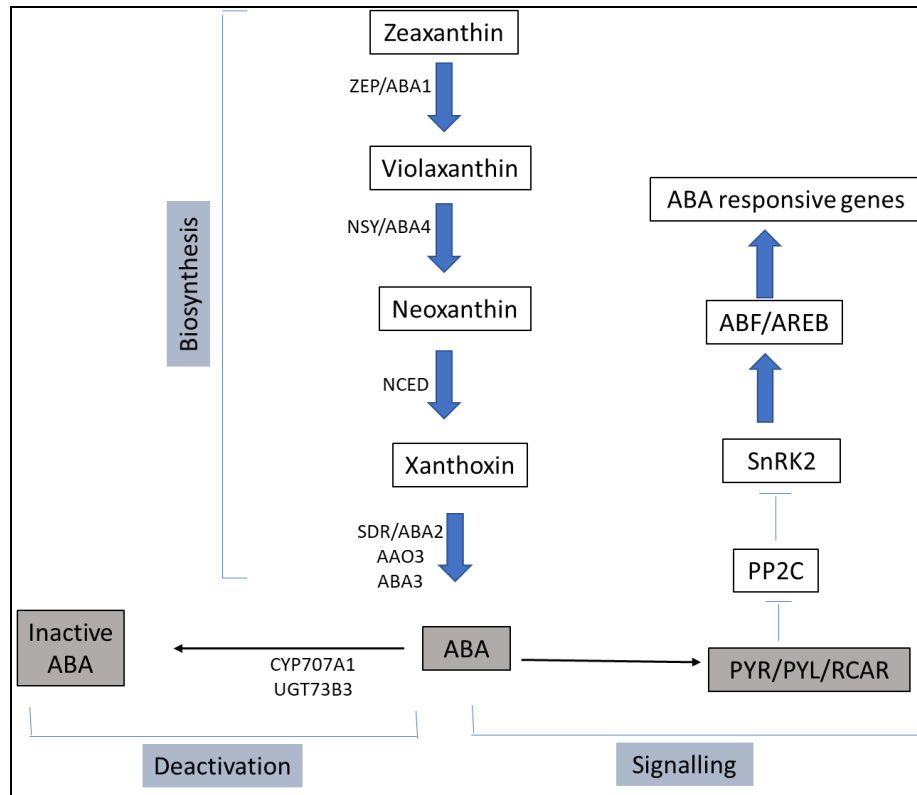 Zeaxanthin
ZEP/ABA1
Violaxanthin
NSY/ABA4
Neoxanthin
NCED
Xanthoxin
SDR/ABA2
AAO3
ABA3
Biosynthesis
ABA responsive genes
ABF/AREB
SnRK2
PP2C
PYR/PYL/RCAR
ABA
Inactive
ABA
CYP707A1
UGT73B3
Deactivation
Signalling